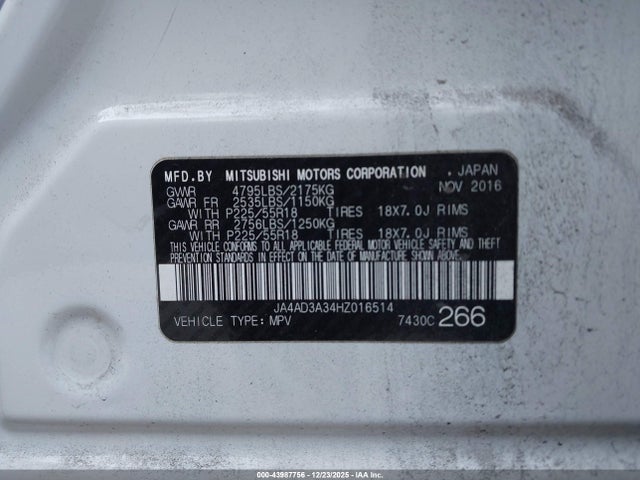 MFD.BY MITSUBISHI MOTORS CORPORATION , JAPAN
GVWR 4795LBS/2175KG NOV 2016
GAWR FR 2535LBS/1150KG
WITH P225/55R18 TIRES 18X7.0J RIMS
GAWR RR 2756LBS/1250KG
WITH P225/55R18 TIRES 18X7.0J RIMS
THIS VEHICLE CONFORMS TO ALL APPLICABLE FEDERAL MOTOR VEHICLE SAFETY AND THEFT PREVENTION
STANDARDS IN EFFECT ON THE DATE OF MANUFACTURE SHOWN ABOVE.
JA4AD3A34HZ016514
VEHICLE TYPE: MPV 7430C 266
000-43987756 - 12/23/2025 - IAAI, Inc.